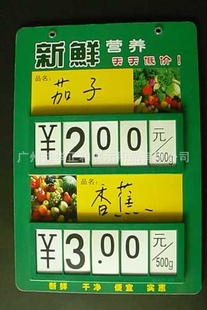 新鲜 营养
天天低价！
品名：
茄子
¥2.00 元/500g
品名：
香蕉
¥3.00 元/500g
新鲜 干净 便宜 实惠